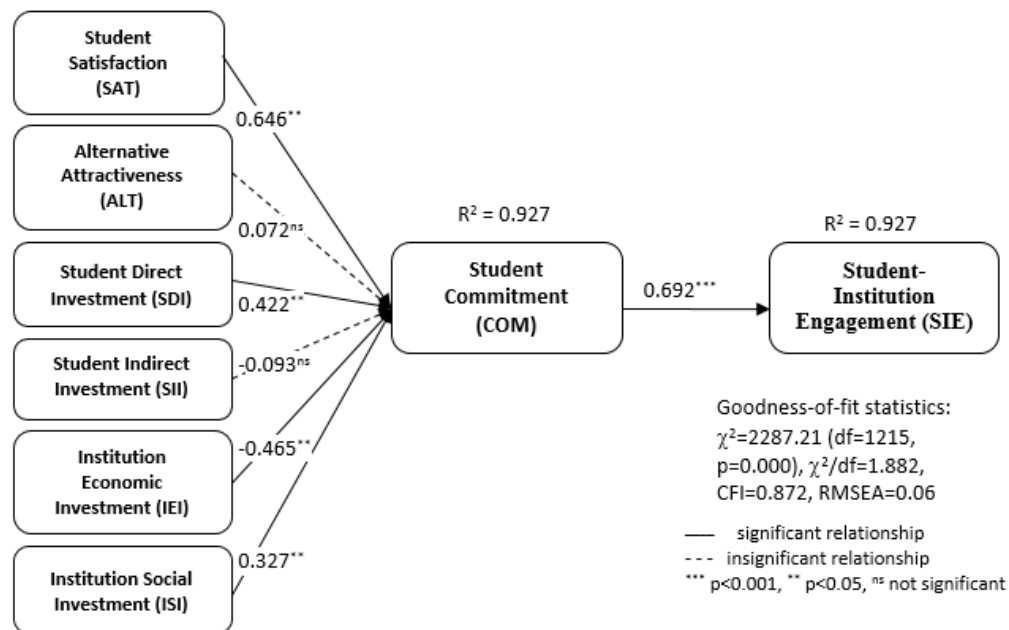 Student
Satisfaction
(SAT)
0.646**
Alternative
Attractiveness
(ALT)
0.072ns
Student Direct
Investment (SDI)
0.422**
Student Indirect
Investment (SII)
-0.093ns
Institution
Economic
Investment (IEI)
-0.465**
Institution Social
Investment (ISI)
0.327**
R² = 0.927
Student
Commitment
(COM)
0.692***
R² = 0.927
Student-
Institution
Engagement (SIE)
Goodness-of-fit statistics:
χ²=2287.21 (df=1215,
p=0.000), χ²/df=1.882,
CFI=0.872, RMSEA=0.06
significant relationship
insignificant relationship
*** p<0.001, ** p<0.05, ns not significant